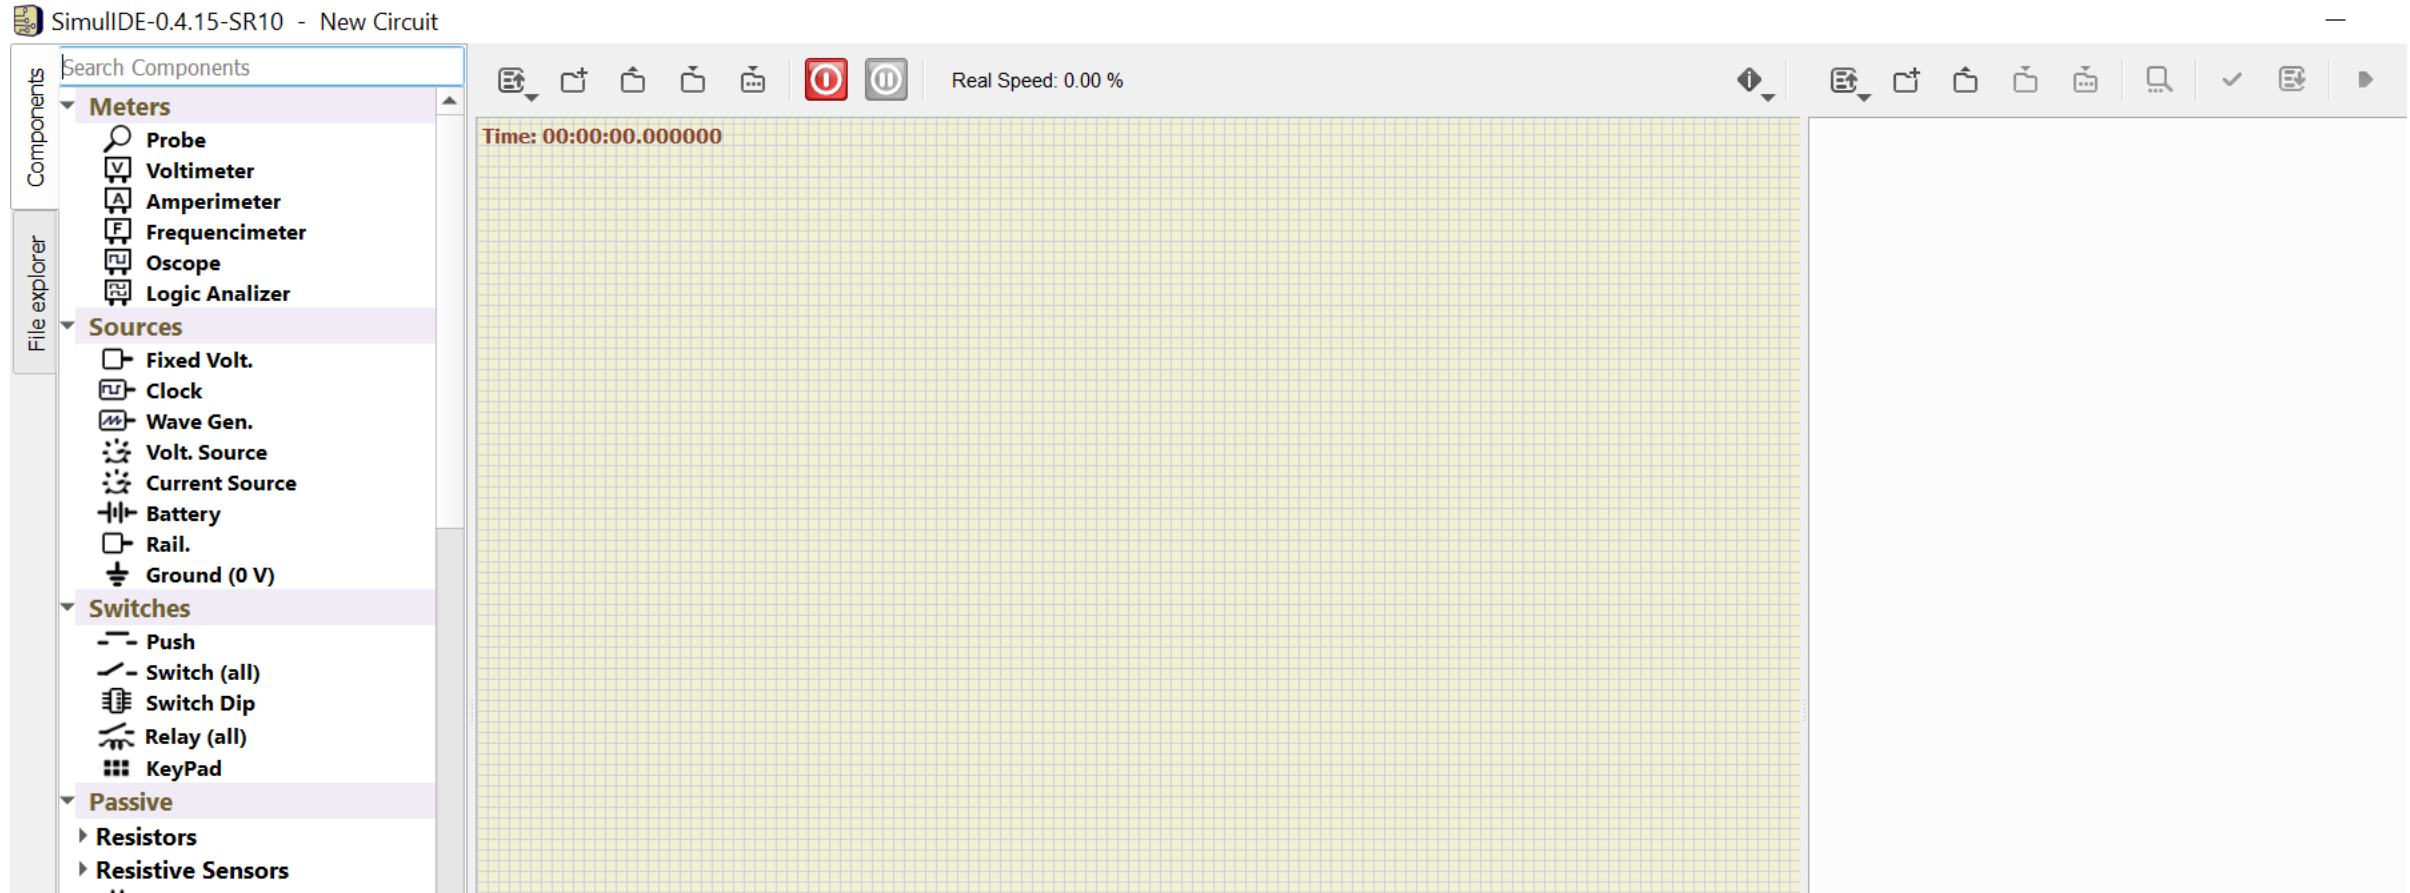 SimulIDE-0.4.15-SR10 - New Circuit
Components
File explorer
Search Components
Meters
Probe
Voltimeter
Amperimeter
Frequencimeter
Oscope
Logic Analizer
Sources
Fixed Volt.
Clock
Wave Gen.
Volt. Source
Current Source
Battery
Rail.
Ground (0 V)
Switches
Push
Switch (all)
Switch Dip
Relay (all)
KeyPad
Passive
Resistors
Resistive Sensors
Real Speed: 0.00 %
Time: 00:00:00.000000